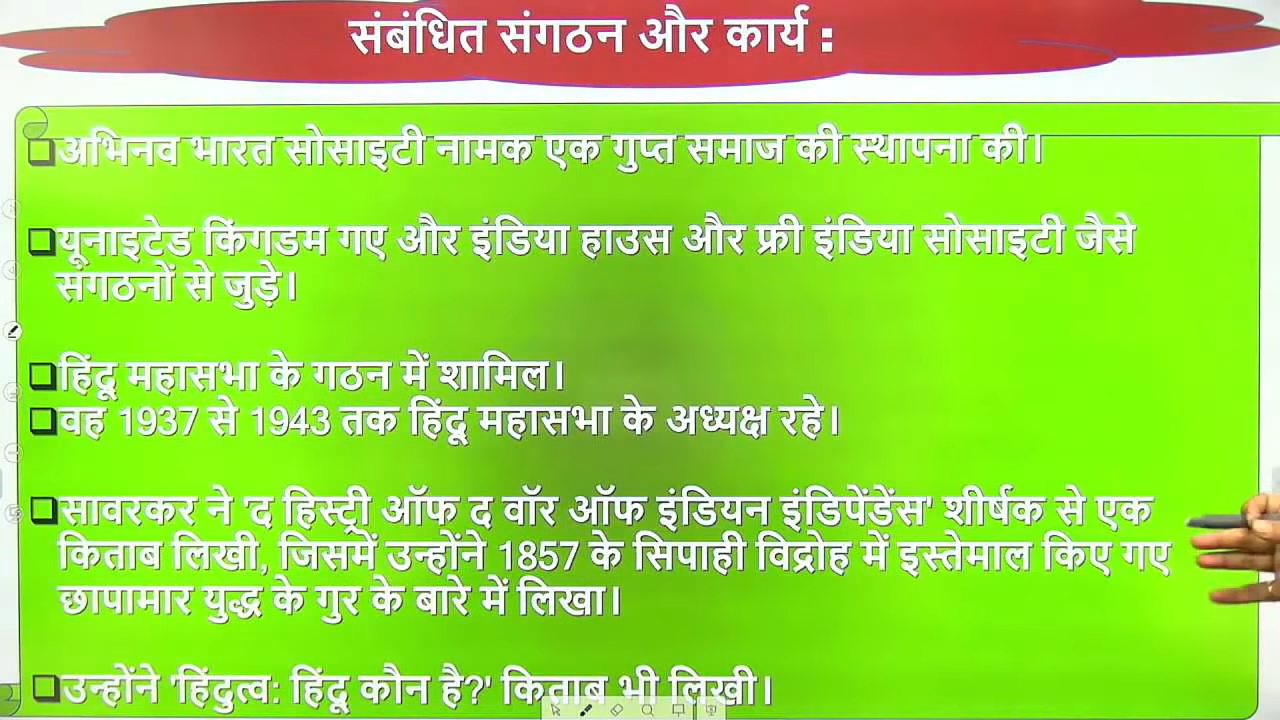 संबंधित संगठन और कार्य :
❑अभिनव भारत सोसाइटी नामक एक गुप्त समाज की स्थापना की।
❑यूनाइटेड किंगडम गए और इंडिया हाउस और फ्री इंडिया सोसाइटी जैसे
संगठनों से जुड़े।
❑हिंदू महासभा के गठन में शामिल।
❑वह 1937 से 1943 तक हिंदू महासभा के अध्यक्ष रहे।
❑सावरकर ने 'द हिस्ट्री ऑफ द वॉर ऑफ इंडियन इंडिपेंडेंस' शीर्षक से एक
किताब लिखी, जिसमें उन्होंने 1857 के सिपाही विद्रोह में इस्तेमाल किए गए
छापामार युद्ध के गुर के बारे में लिखा।
❑उन्होंने 'हिंदुत्व: हिंदू कौन है?' किताब भी लिखी।